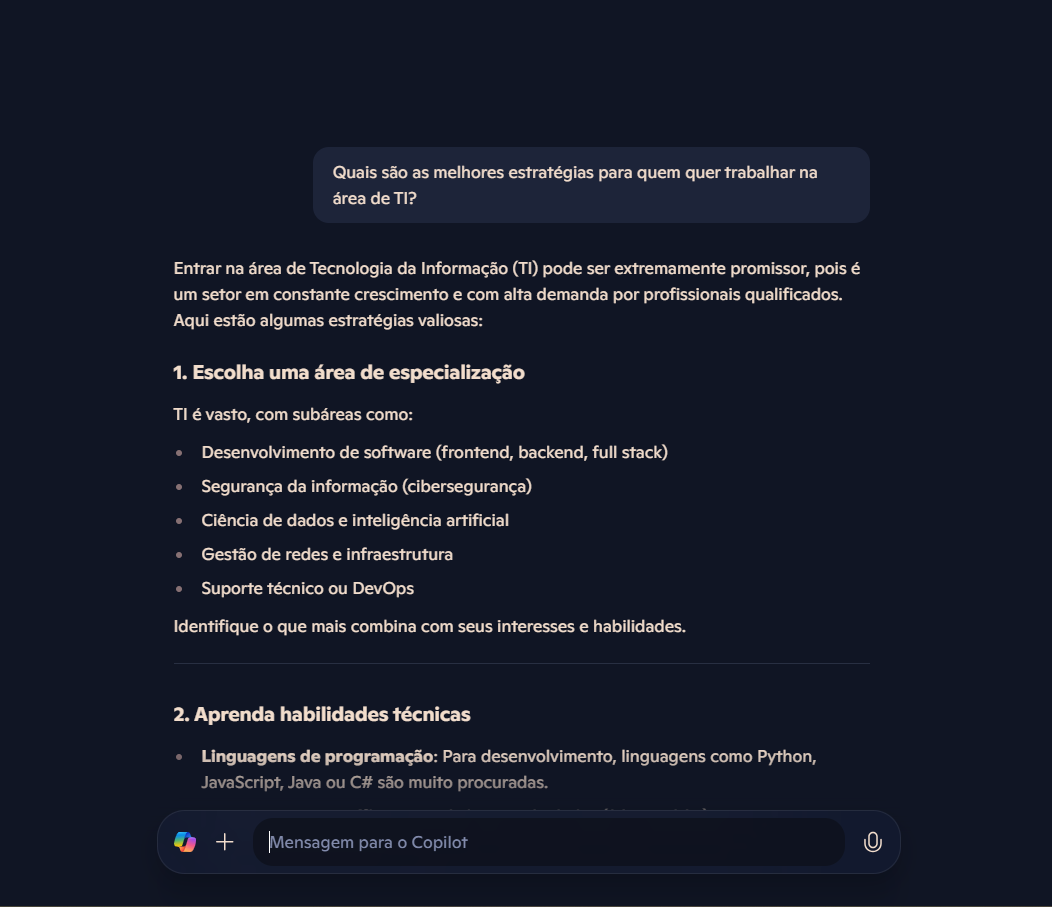 Quais são as melhores estratégias para quem quer trabalhar na
área de TI?
Entrar na área de Tecnologia da Informação (TI) pode ser extremamente promissor, pois é
um setor em constante crescimento e com alta demanda por profissionais qualificados.
Aqui estão algumas estratégias valiosas:
1. Escolha uma área de especialização
TI é vasto, com subáreas como:
Desenvolvimento de software (frontend, backend, full stack)
Segurança da informação (cibersegurança)
Ciência de dados e inteligência artificial
Gestão de redes e infraestrutura
Suporte técnico ou DevOps
Identifique o que mais combina com seus interesses e habilidades.
2. Aprenda habilidades técnicas
Linguagens de programação: Para desenvolvimento, linguagens como Python,
JavaScript, Java ou C# são muito procuradas.
Mensagem para o Copilot